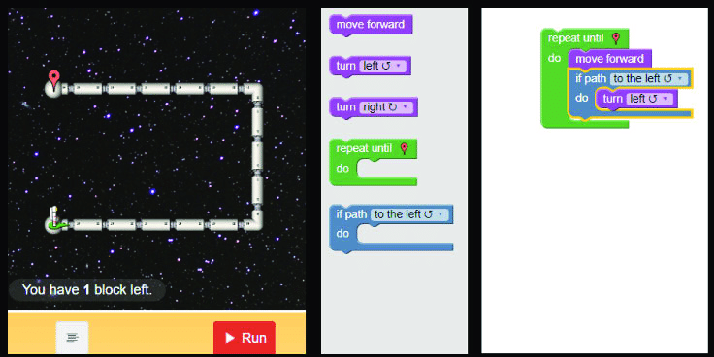 You have 1 block left.
Run
move forward
turn left ↺
turn right ↻
repeat until
do
if path to the left ↺
do
repeat until
do move forward
if path to the left ↺
do turn left ↺